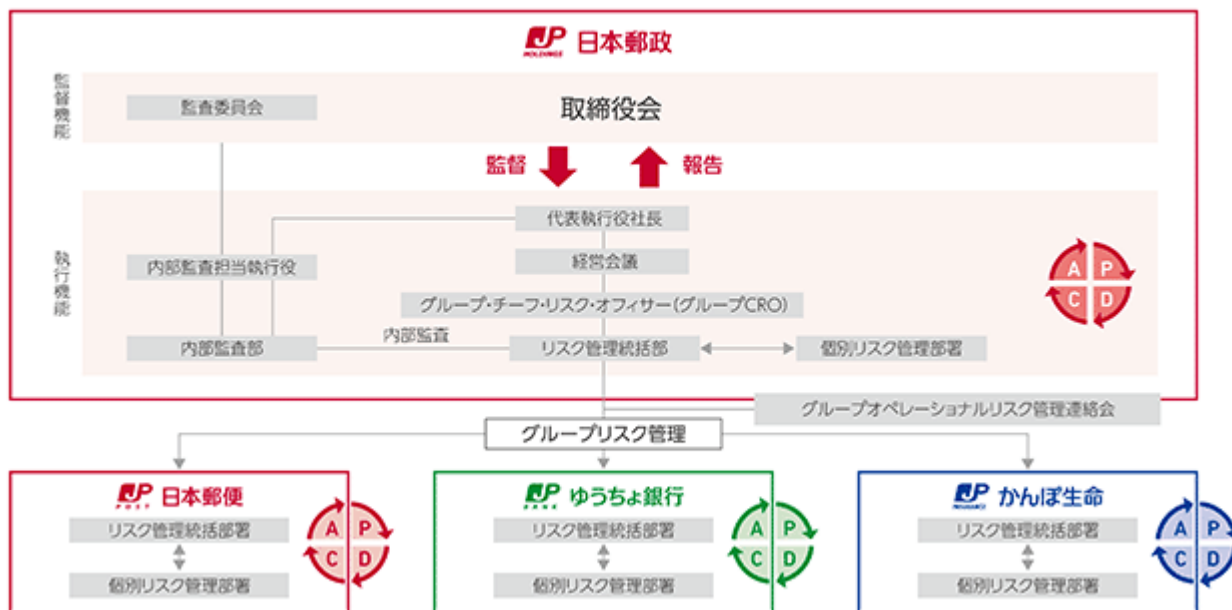 JP HOLDINGS 日本郵政
監督機能
監査委員会
取締役会
監督
報告
執行機能
代表執行役社長
内部監査担当執行役
経営会議
A P
C D
グループ・チーフ・リスク・オフィサー(グループCRO)
内部監査部
内部監査
リスク管理統括部
個別リスク管理部署
グループオペレーショナルリスク管理連絡会
グループリスク管理
JP POST 日本郵便
リスク管理統括部署
個別リスク管理部署
A P
C D
JP BANK ゆうちょ銀行
リスク管理統括部署
個別リスク管理部署
A P
C D
JP INSURANCE かんぽ生命
リスク管理統括部署
個別リスク管理部署
A P
C D